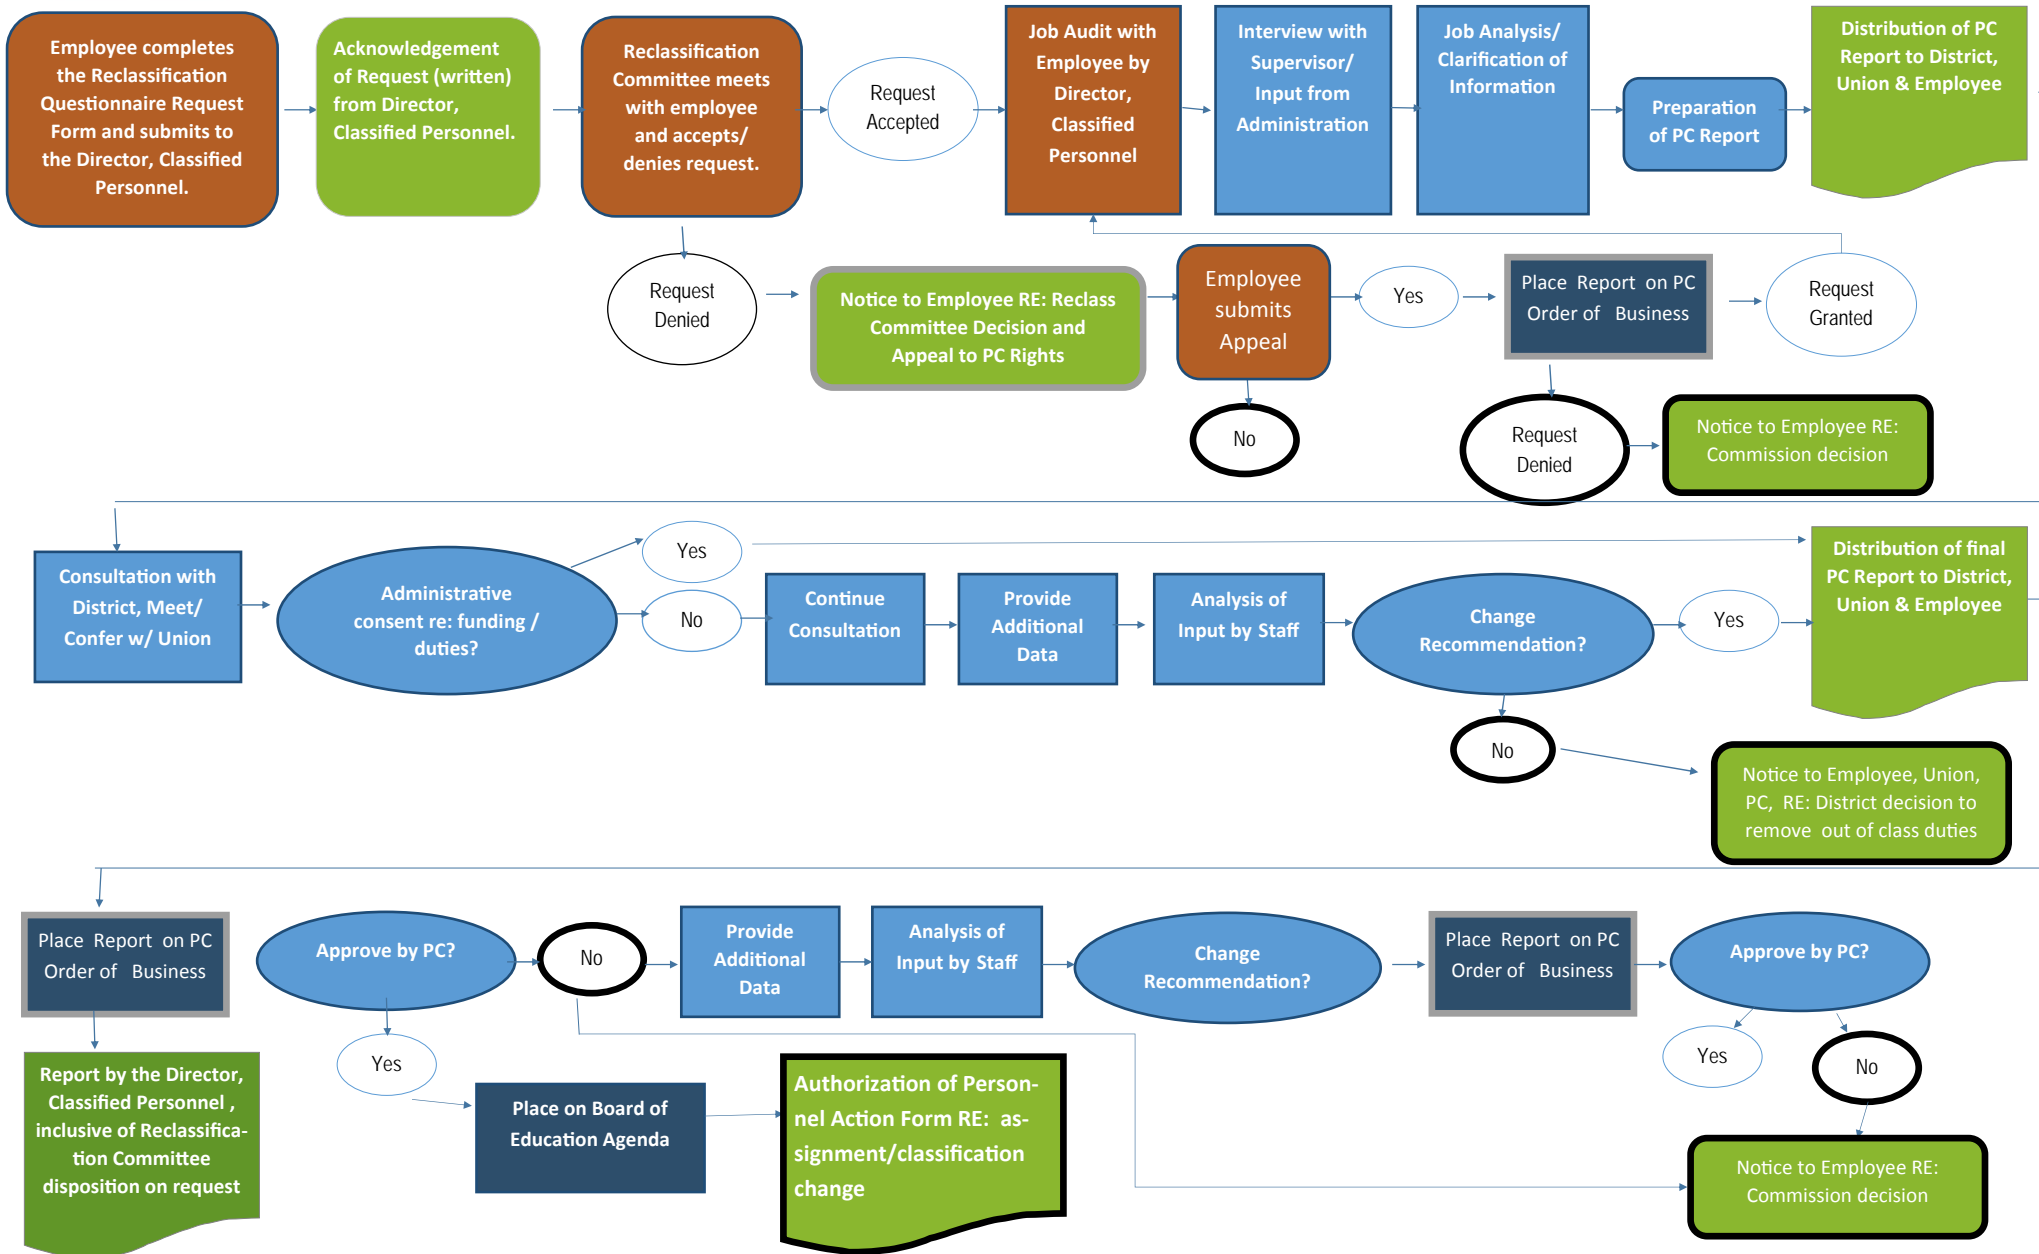 Employee completes
the Reclassification
Questionnaire Request
Form and submits to
the Director, Classified
Personnel.
Acknowledgement
of Request (written)
from Director,
Classified Personnel.
Reclassification
Committee meets
with employee
and accepts/
denies request.
Request
Accepted
Job Audit with
Employee by
Director,
Classified
Personnel
Interview with
Supervisor/
Input from
Administration
Job Analysis/
Clarification of
Information
Preparation
of PC Report
Distribution of PC
Report to District,
Union & Employee
Request
Denied
Notice to Employee RE: Reclass
Committee Decision and
Appeal to PC Rights
Employee
submits
Appeal
Yes
No
Place Report on PC
Order of Business
Request
Granted
Request
Denied
Notice to Employee RE:
Commission decision
Consultation with
District, Meet/
Confer w/ Union
Administrative
consent re: funding /
duties?
Yes
No
Continue
Consultation
Provide
Additional
Data
Analysis of
Input by Staff
Change
Recommendation?
Yes
Distribution of final
PC Report to District,
Union & Employee
No
Notice to Employee, Union,
PC, RE: District decision to
remove out of class duties
Place Report on PC
Order of Business
Report by the Director,
Classified Personnel ,
inclusive of Reclassifica-
tion Committee
disposition on request
Approve by PC?
No
Yes
Place on Board of
Education Agenda
Authorization of Person-
nel Action Form RE: as-
signment/classification
change
Provide
Additional
Data
Analysis of
Input by Staff
Change
Recommendation?
Place Report on PC
Order of Business
Approve by PC?
Yes
No
Notice to Employee RE:
Commission decision